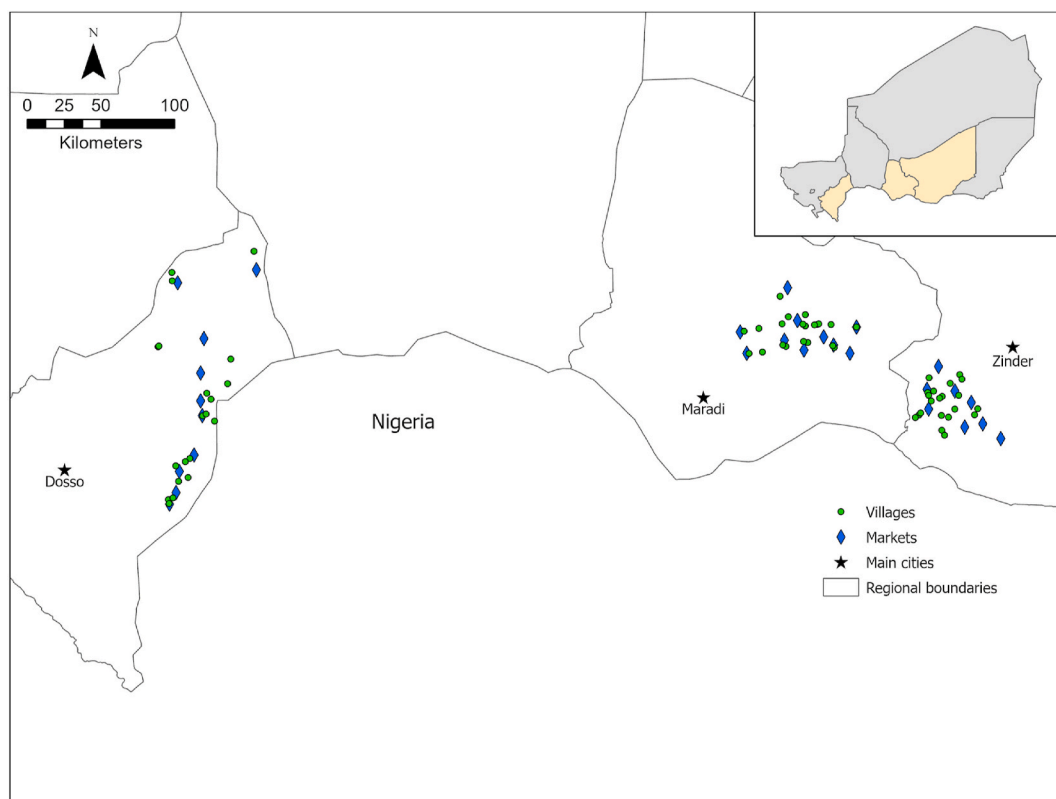 N
0 25 50 100
Kilometers
Zinder
Maradi
Nigeria
Dosso
Villages
Markets
Main cities
Regional boundaries